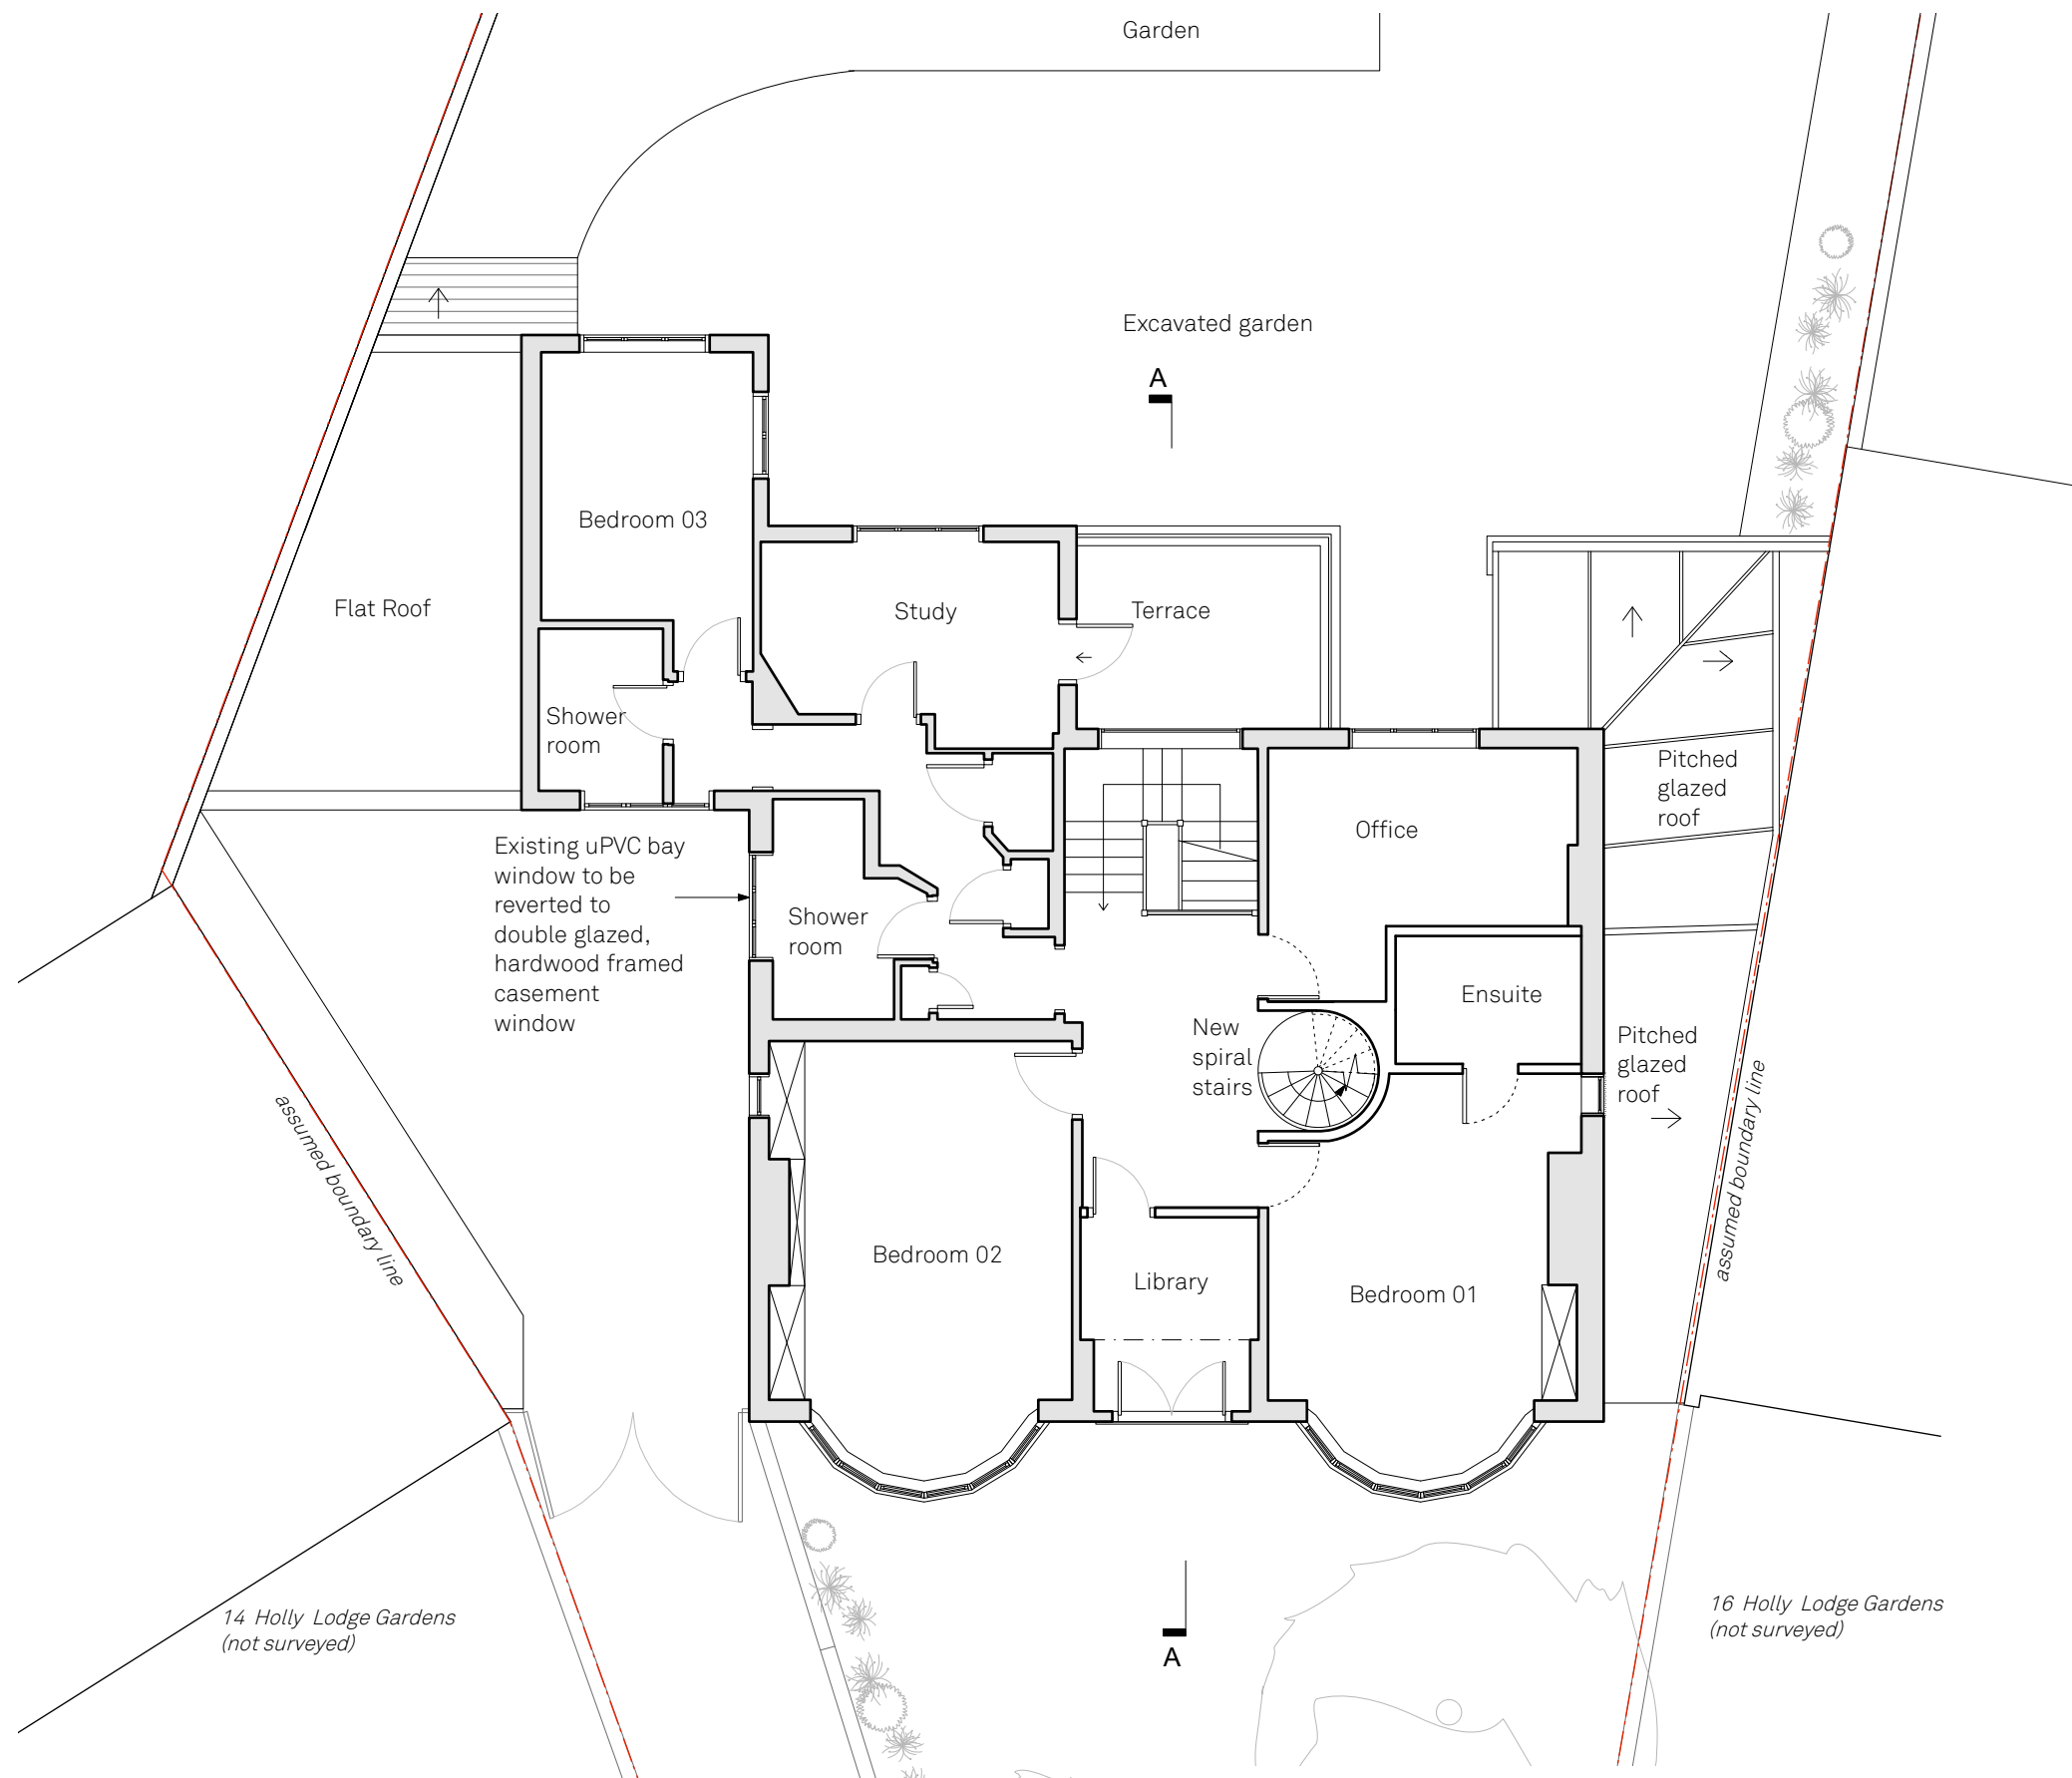 Garden
Excavated garden
A
Bedroom 03
Flat Roof
Study
Terrace
Shower
room
Pitched
glazed
roof
Office
Existing uPVC bay
window to be
reverted to
double glazed,
hardwood framed
casement
window
Shower
room
Ensuite
New
spiral
stairs
Pitched
glazed
roof
assumed boundary line
assumed boundary line
Bedroom 02
Library
Bedroom 01
14 Holly Lodge Gardens
(not surveyed)
16 Holly Lodge Gardens
(not surveyed)
A